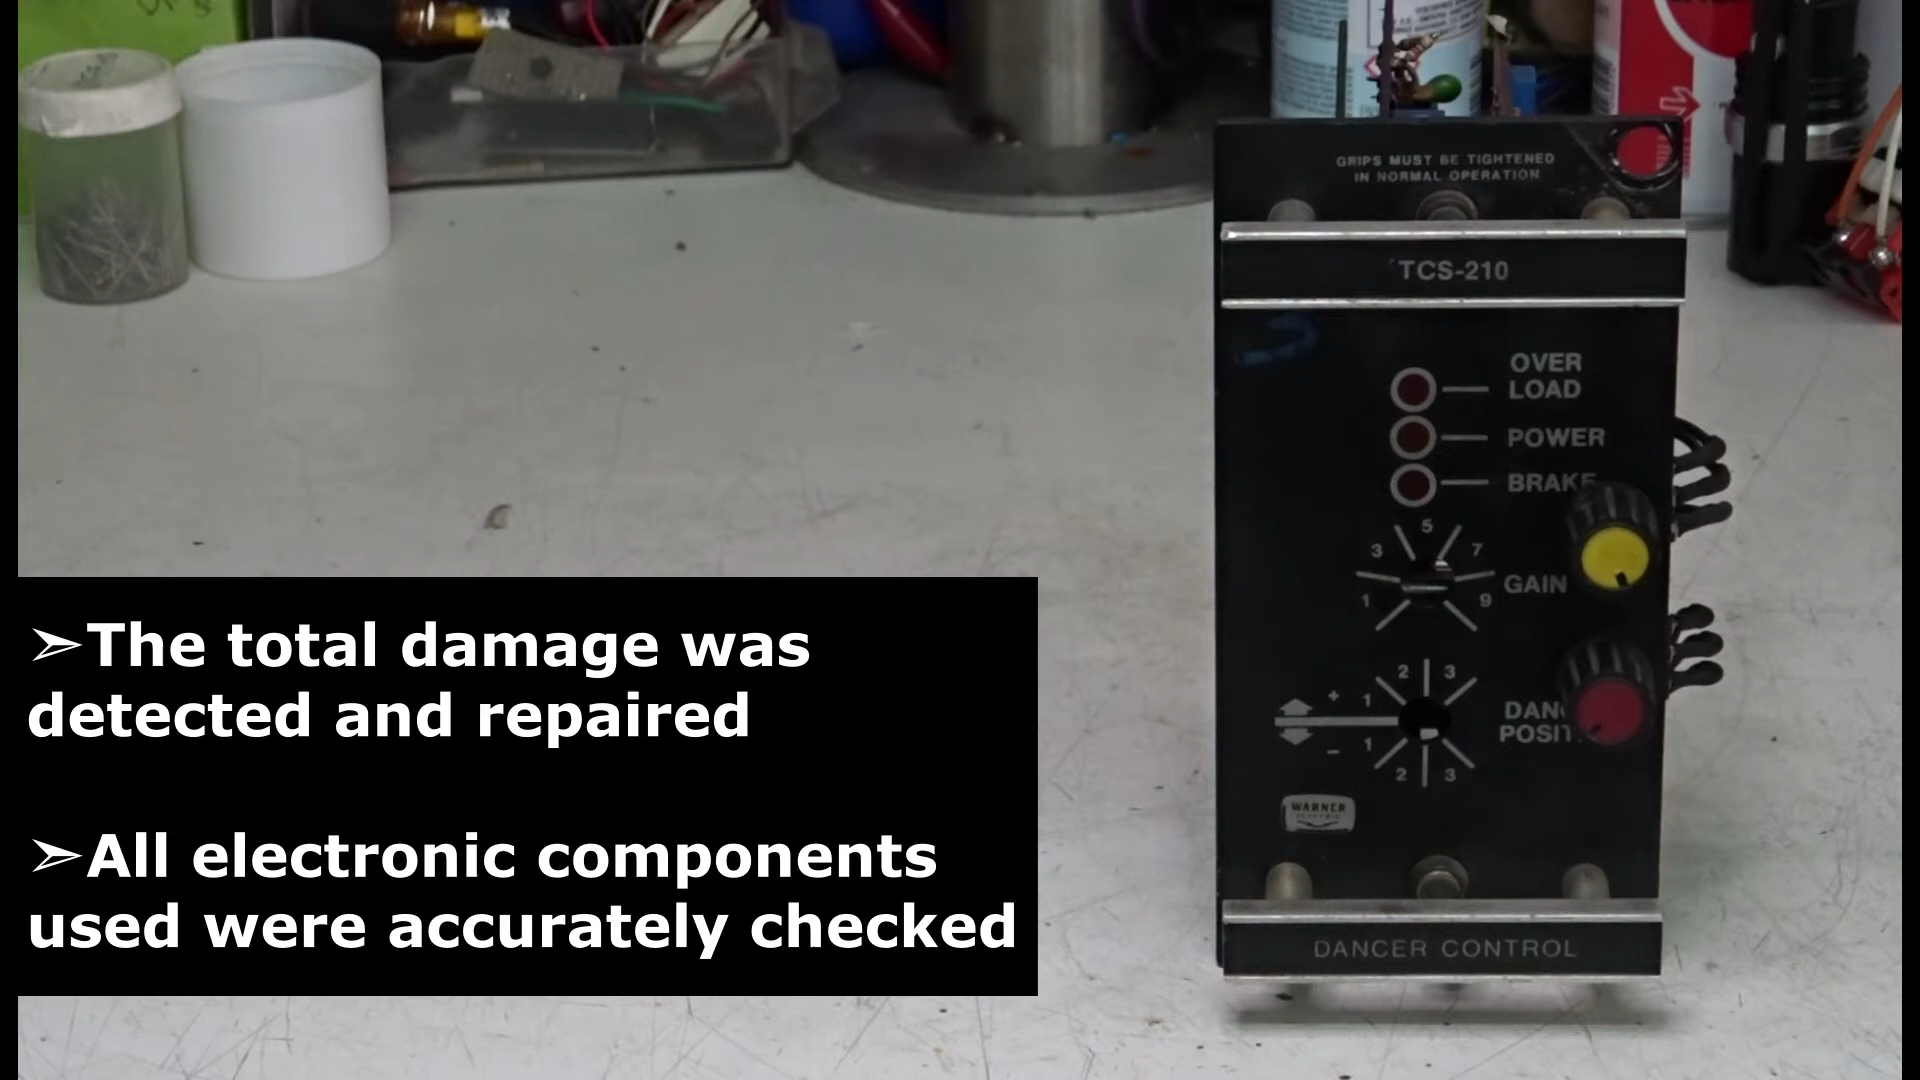 GRIPS MUST BE TIGHTENED
IN NORMAL OPERATION
TCS-210
OVER
LOAD
POWER
BRAKE
5
3 7
1 9
GAIN
2 3
+ 1
- 1
2 3
WARNER
ELECTRIC
DANCER CONTROL
➢The total damage was
detected and repaired
➢All electronic components
used were accurately checked